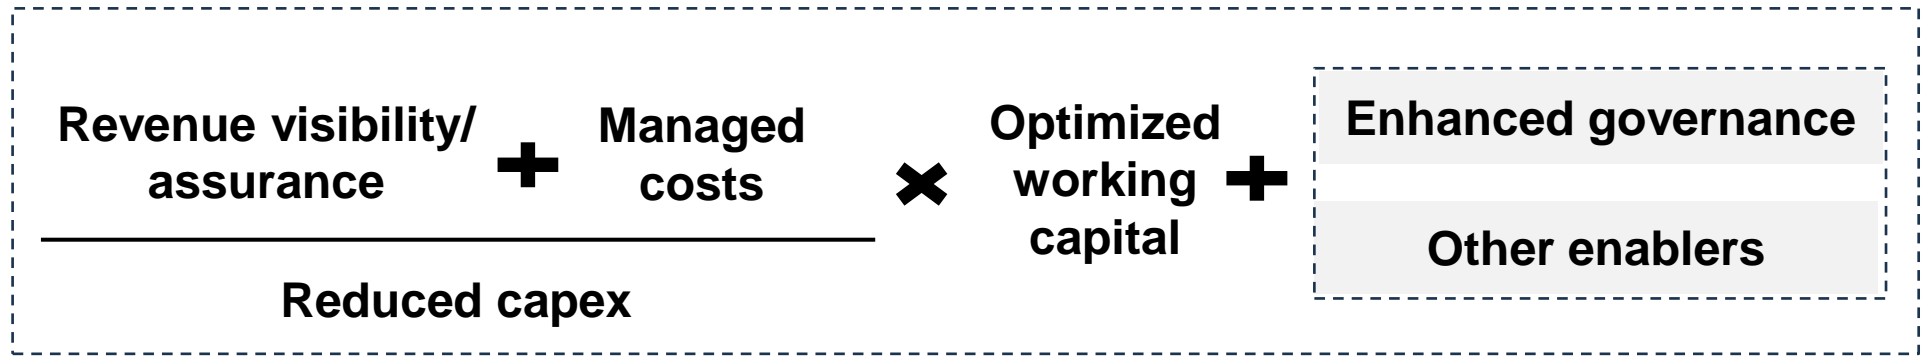 Revenue visibility/
assurance
+
Managed
costs
Reduced capex
×
Optimized
working
capital
+
Enhanced governance
Other enablers